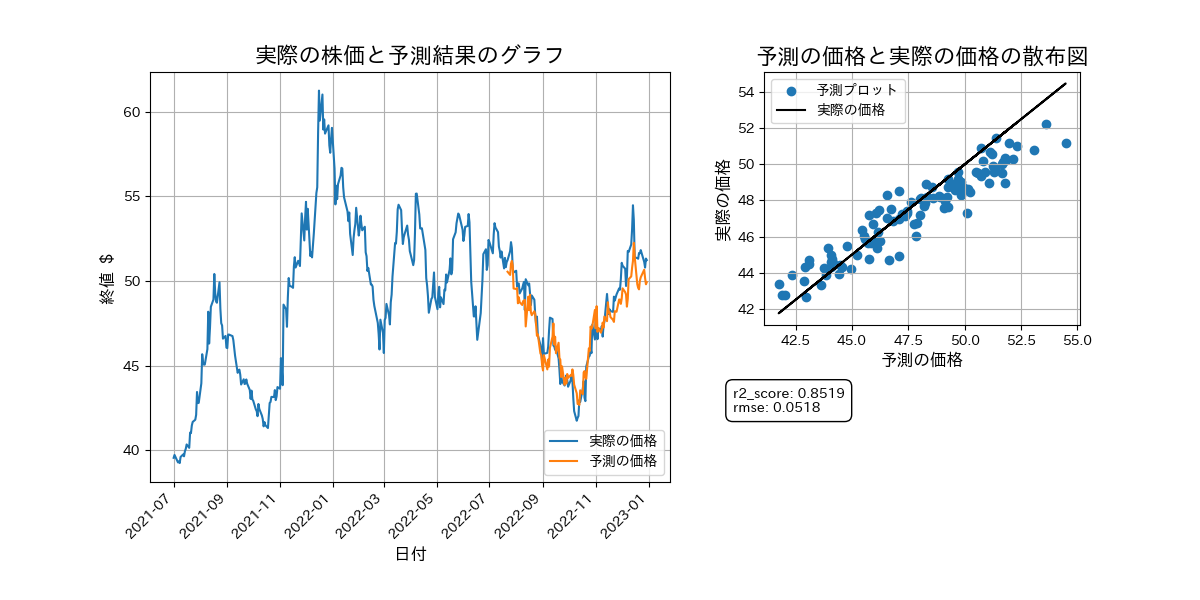 実際の株価と予測結果のグラフ
終値 $
60
55
50
45
40
2021-07
2021-09
2021-11
2022-01
2022-03
2022-05
2022-07
2022-09
2022-11
2023-01
日付
実際の価格
予測の価格
予測の価格と実際の価格の散布図
実際の価格
54
52
50
48
46
44
42
予測プロット
実際の価格
42.5
45.0
47.5
50.0
52.5
55.0
予測の価格
r2_score: 0.8519
rmse: 0.0518